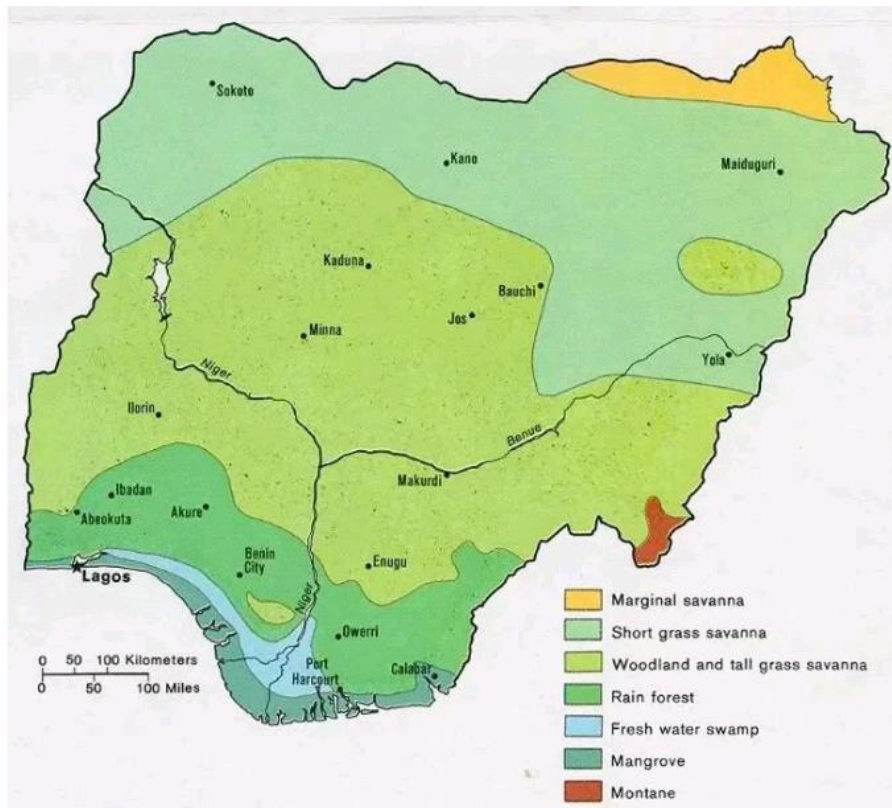 Sokoto
Kano
Maiduguri
Kaduna
Bauchi
Jos
Minna
Yola
Niger
Ilorin
Benue
Makurdi
Ibadan
Abeokuta
Akure
Benin
City
Enugu
Lagos
Niger
Owerri
Port
Harcourt
Calabar
0 50 100 Kilometers
0 50 100 Miles
Marginal savanna
Short grass savanna
Woodland and tall grass savanna
Rain forest
Fresh water swamp
Mangrove
Montane